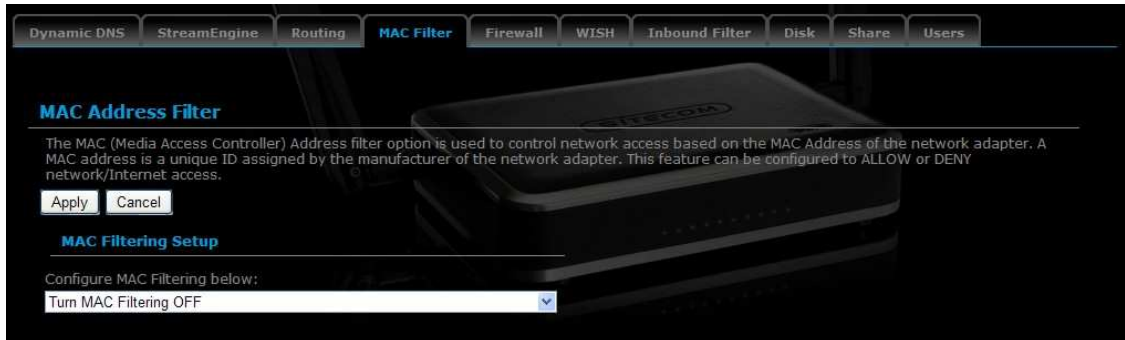 Dynamic DNS StreamEngine Routing MAC Filter Firewall WISH Inbound Filter Disk Share Users
SITECOM
MAC Address Filter
The MAC (Media Access Controller) Address filter option is used to control network access based on the MAC Address of the network adapter. A
MAC address is a unique ID assigned by the manufacturer of the network adapter. This feature can be configured to ALLOW or DENY
network/Internet access.
Apply Cancel
MAC Filtering Setup
Configure MAC Filtering below:
Turn MAC Filtering OFF